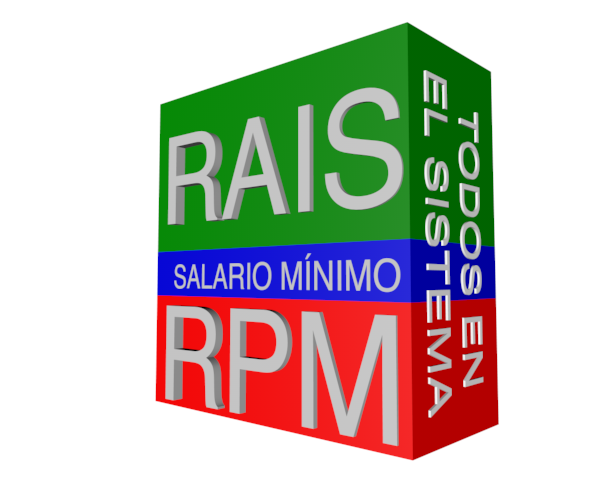 RAIS
SALARIO MÍNIMO
RPM
TODOS EN
EL SISTEMA